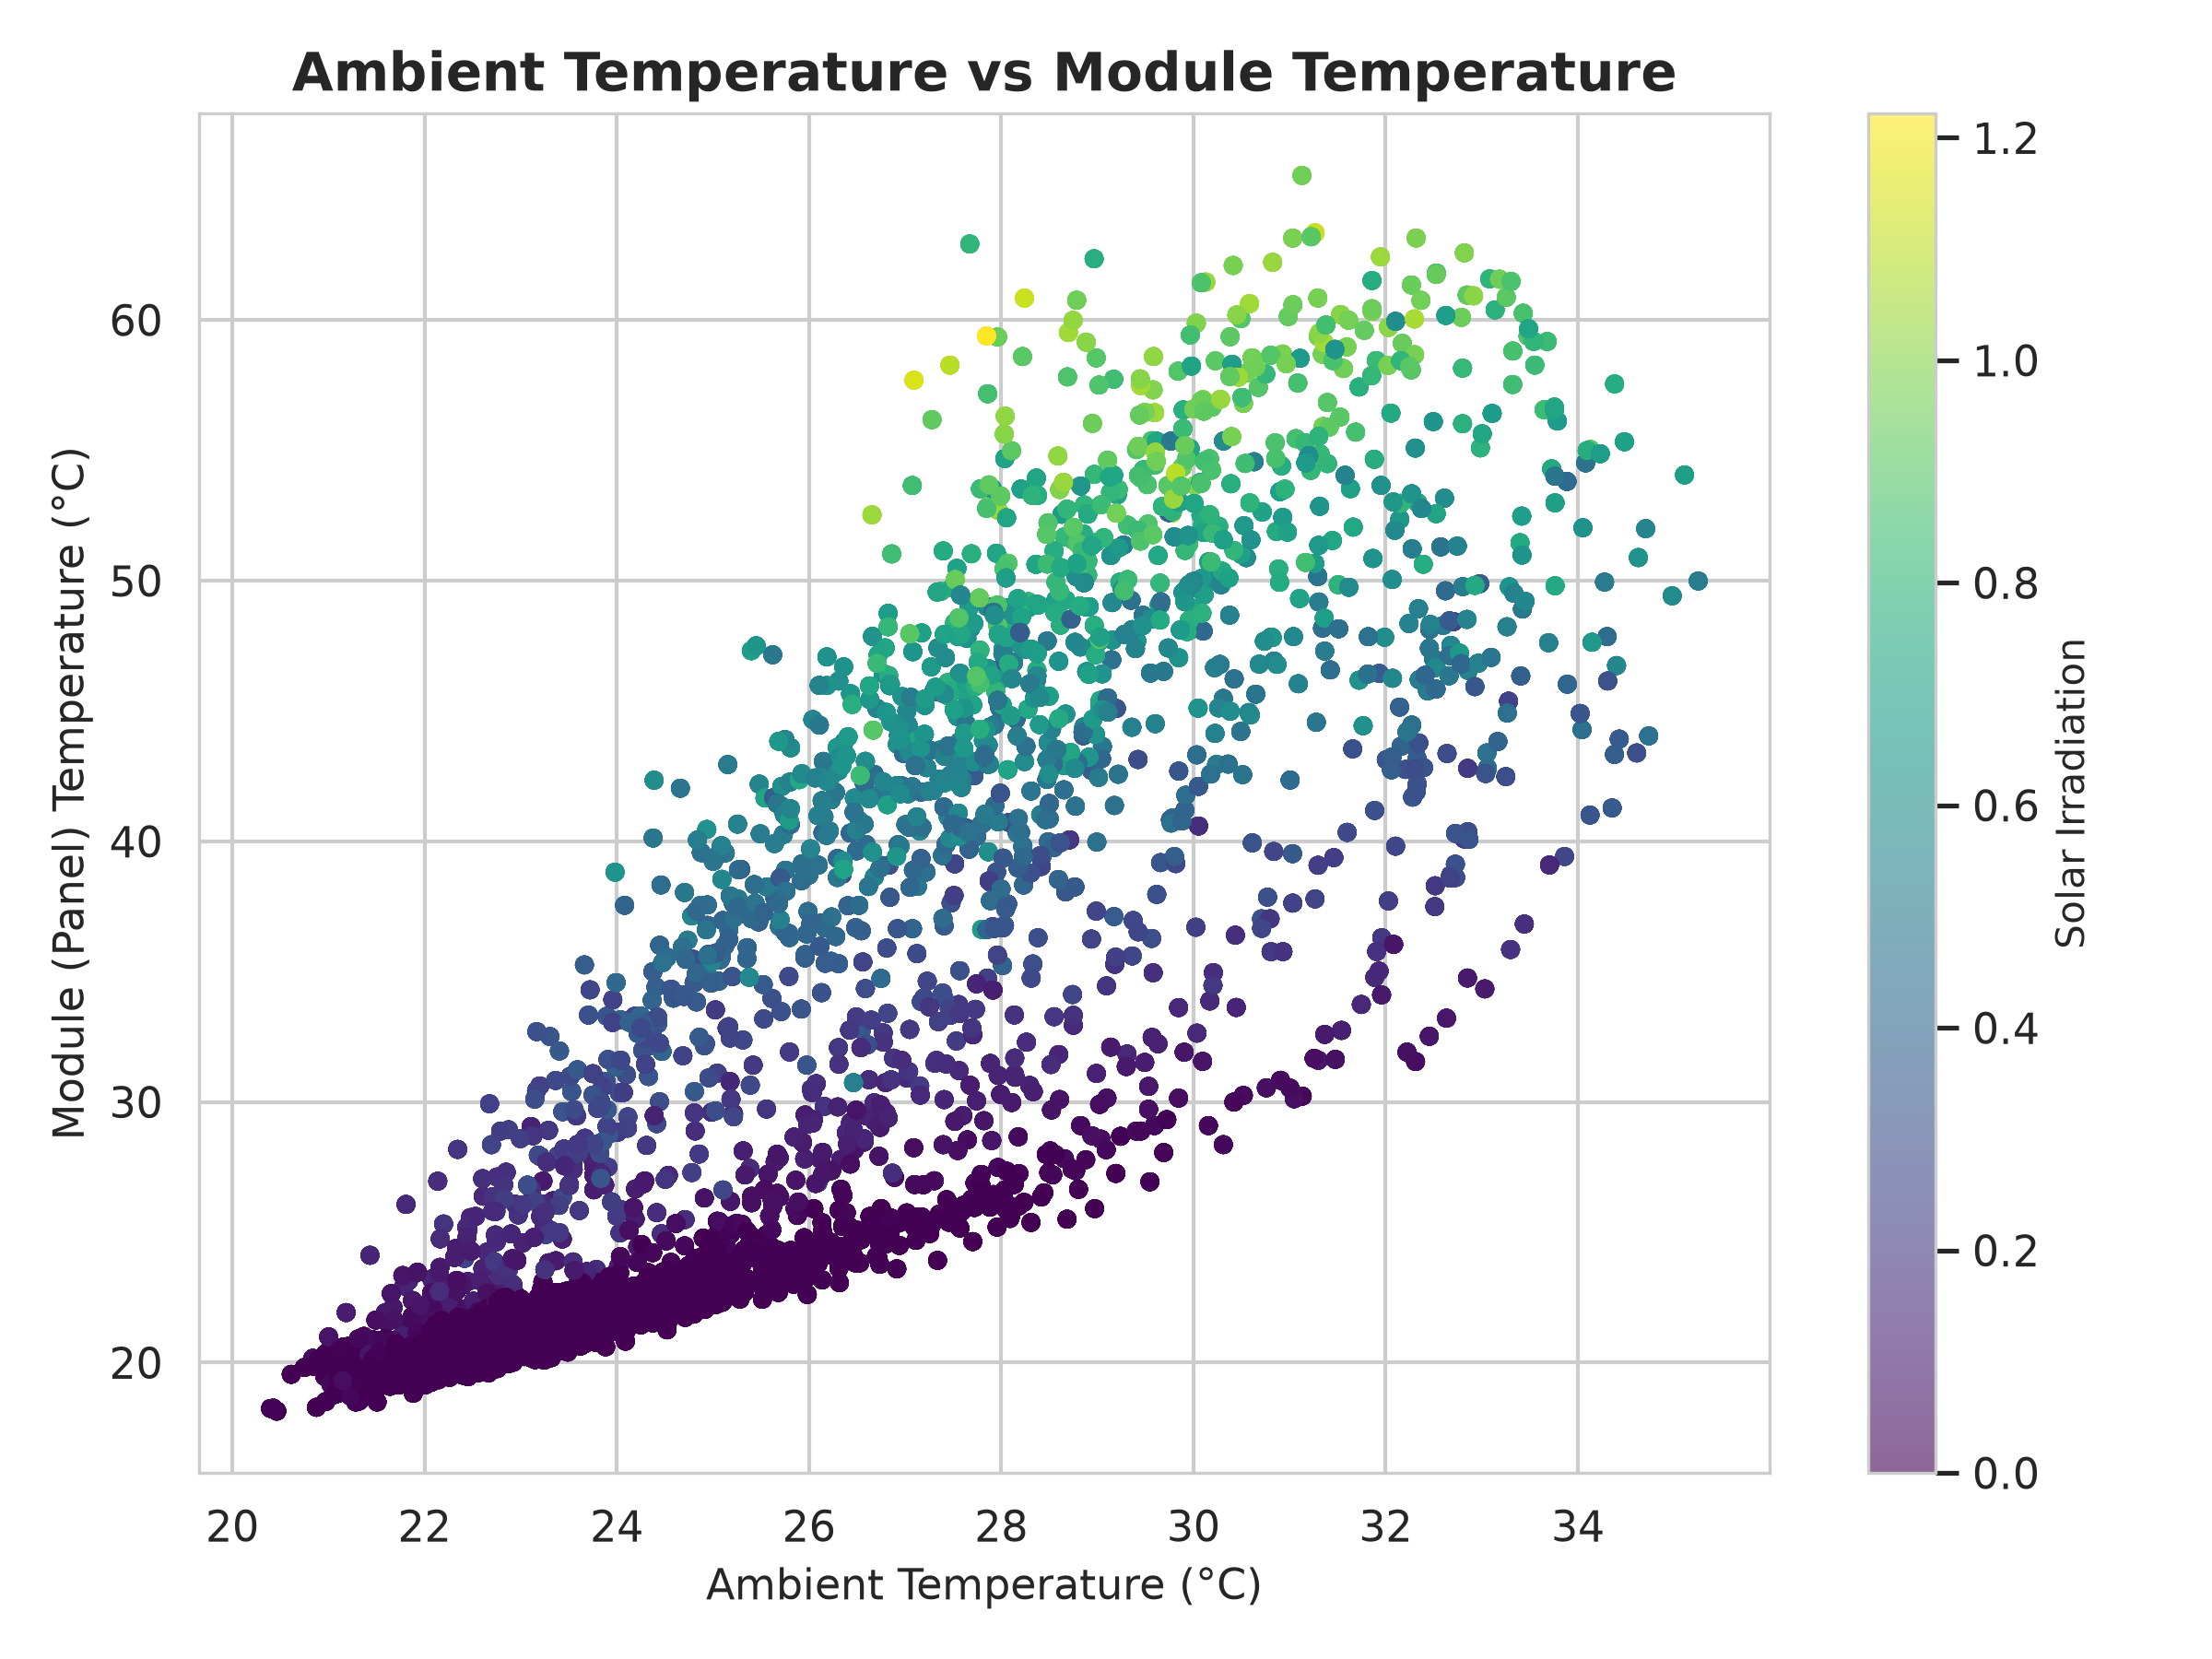 Ambient Temperature vs Module Temperature
Module (Panel) Temperature (°C)
60
50
40
30
20
20 22 24 26 28 30 32 34
Ambient Temperature (°C)
1.2
1.0
0.8
0.6
0.4
0.2
0.0
Solar Irradiation